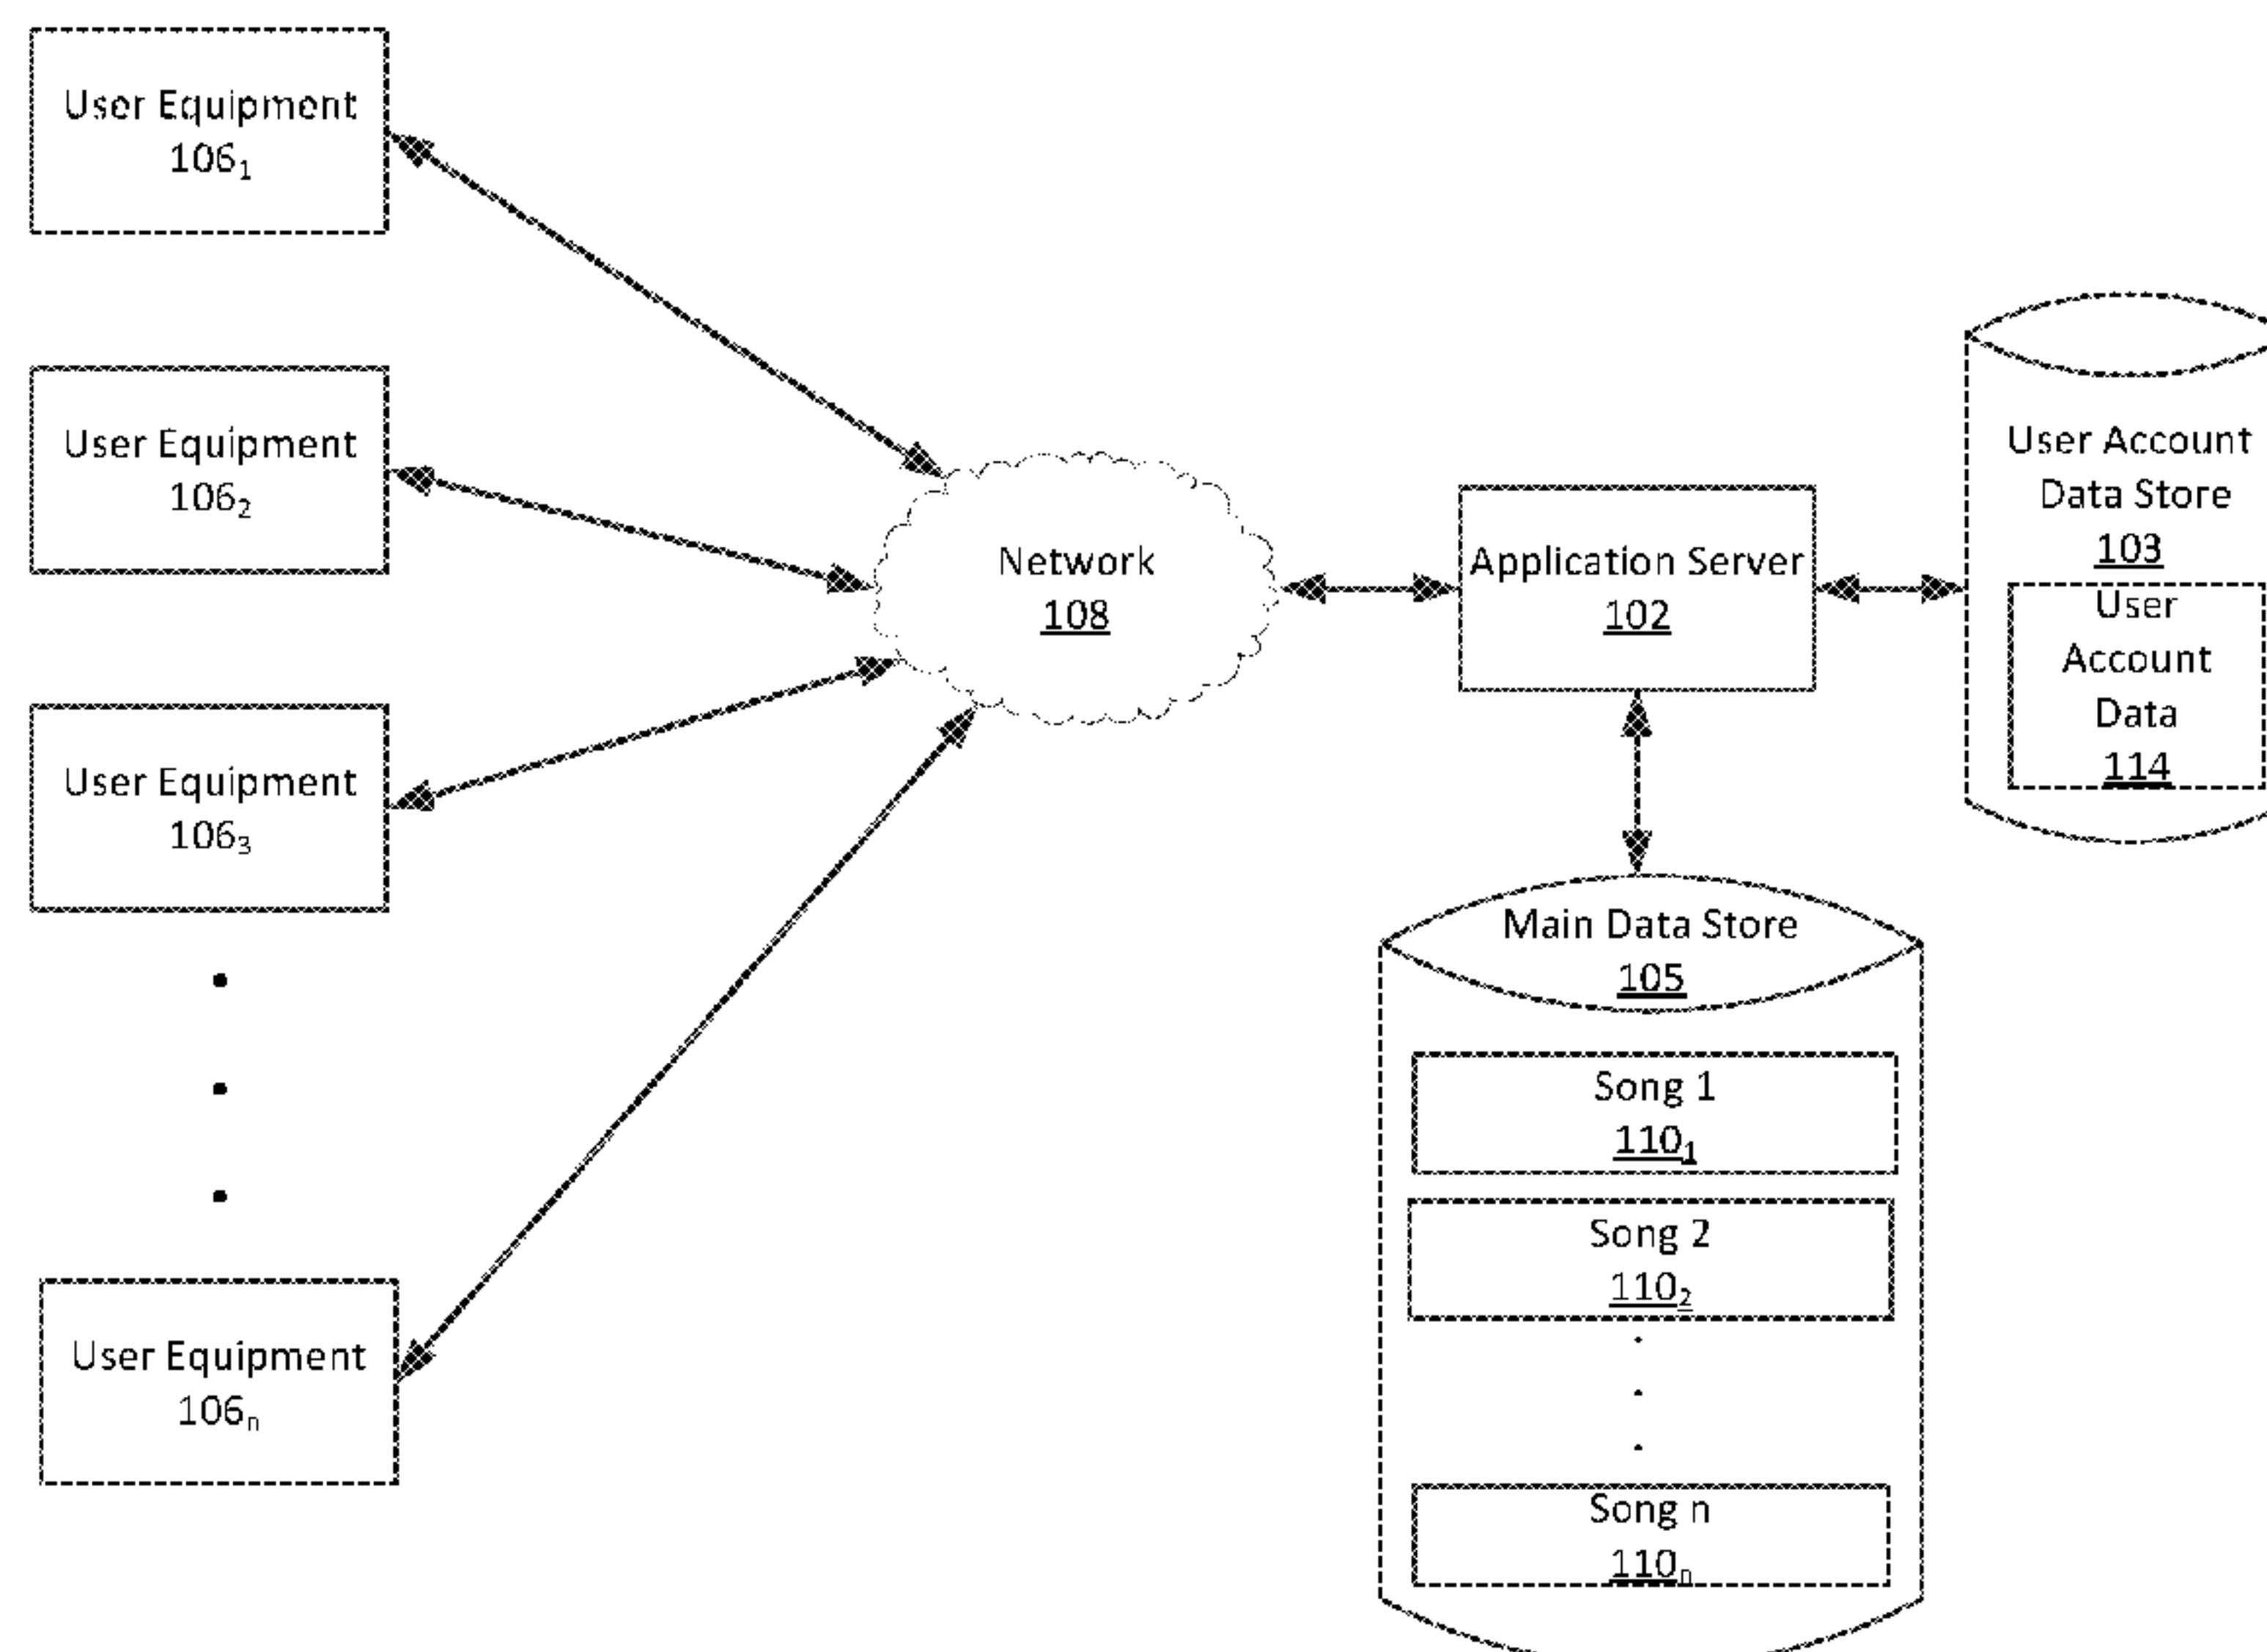 User Equipment
106₁
User Equipment
106₂
User Equipment
106₃
User Equipment
106ₙ
Network
108
Application Server
102
User Account
Data Store
103
User
Account
Data
114
Main Data Store
105
Song 1
110₁
Song 2
110₂
Song n
110ₙ